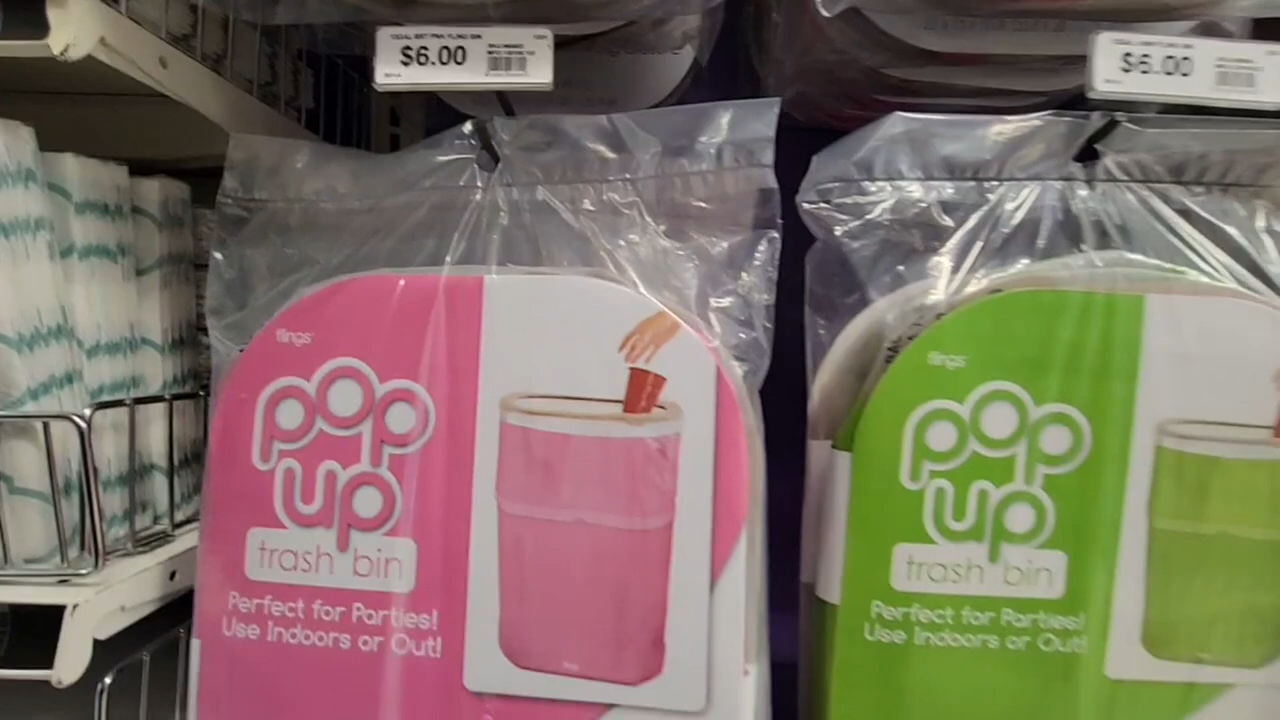 $6.00
$6.00
flings
pop
up
trash bin
Perfect for Parties!
Use Indoors or Out!
flings
pop
up
trash bin
Perfect for Parties!
Use Indoors or Out!